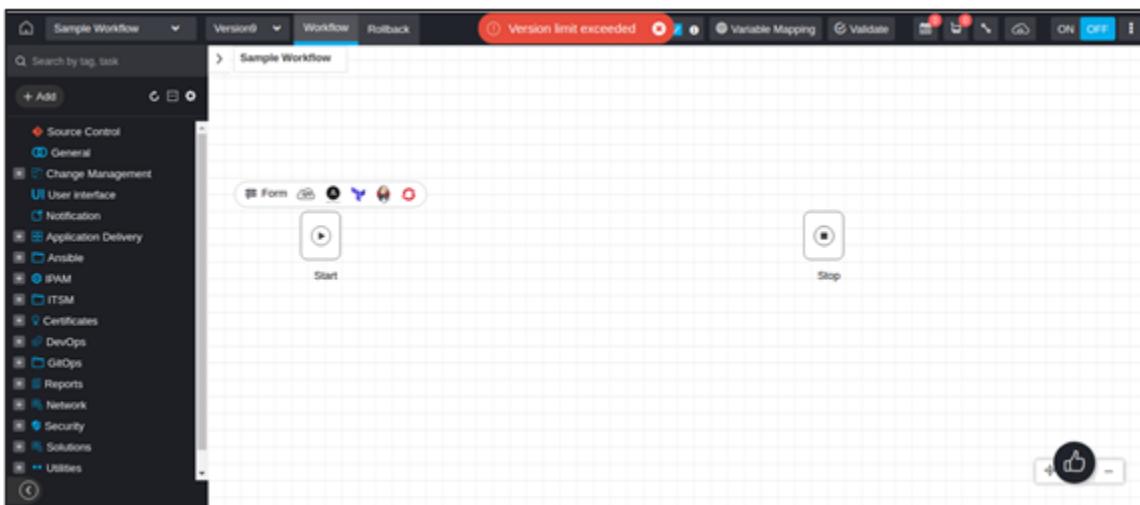 Sample Workflow
Version9
Workflow
Rollback
Version limit exceeded
Variable Mapping
Validate
ON
OFF
Search by tag, task
Sample Workflow
+ Add
Source Control
General
Change Management
UI User interface
Notification
Application Delivery
Ansible
IPAM
ITSM
Certificates
DevOps
GitOps
Reports
Network
Security
Solutions
Utilities
Form
Start
Stop